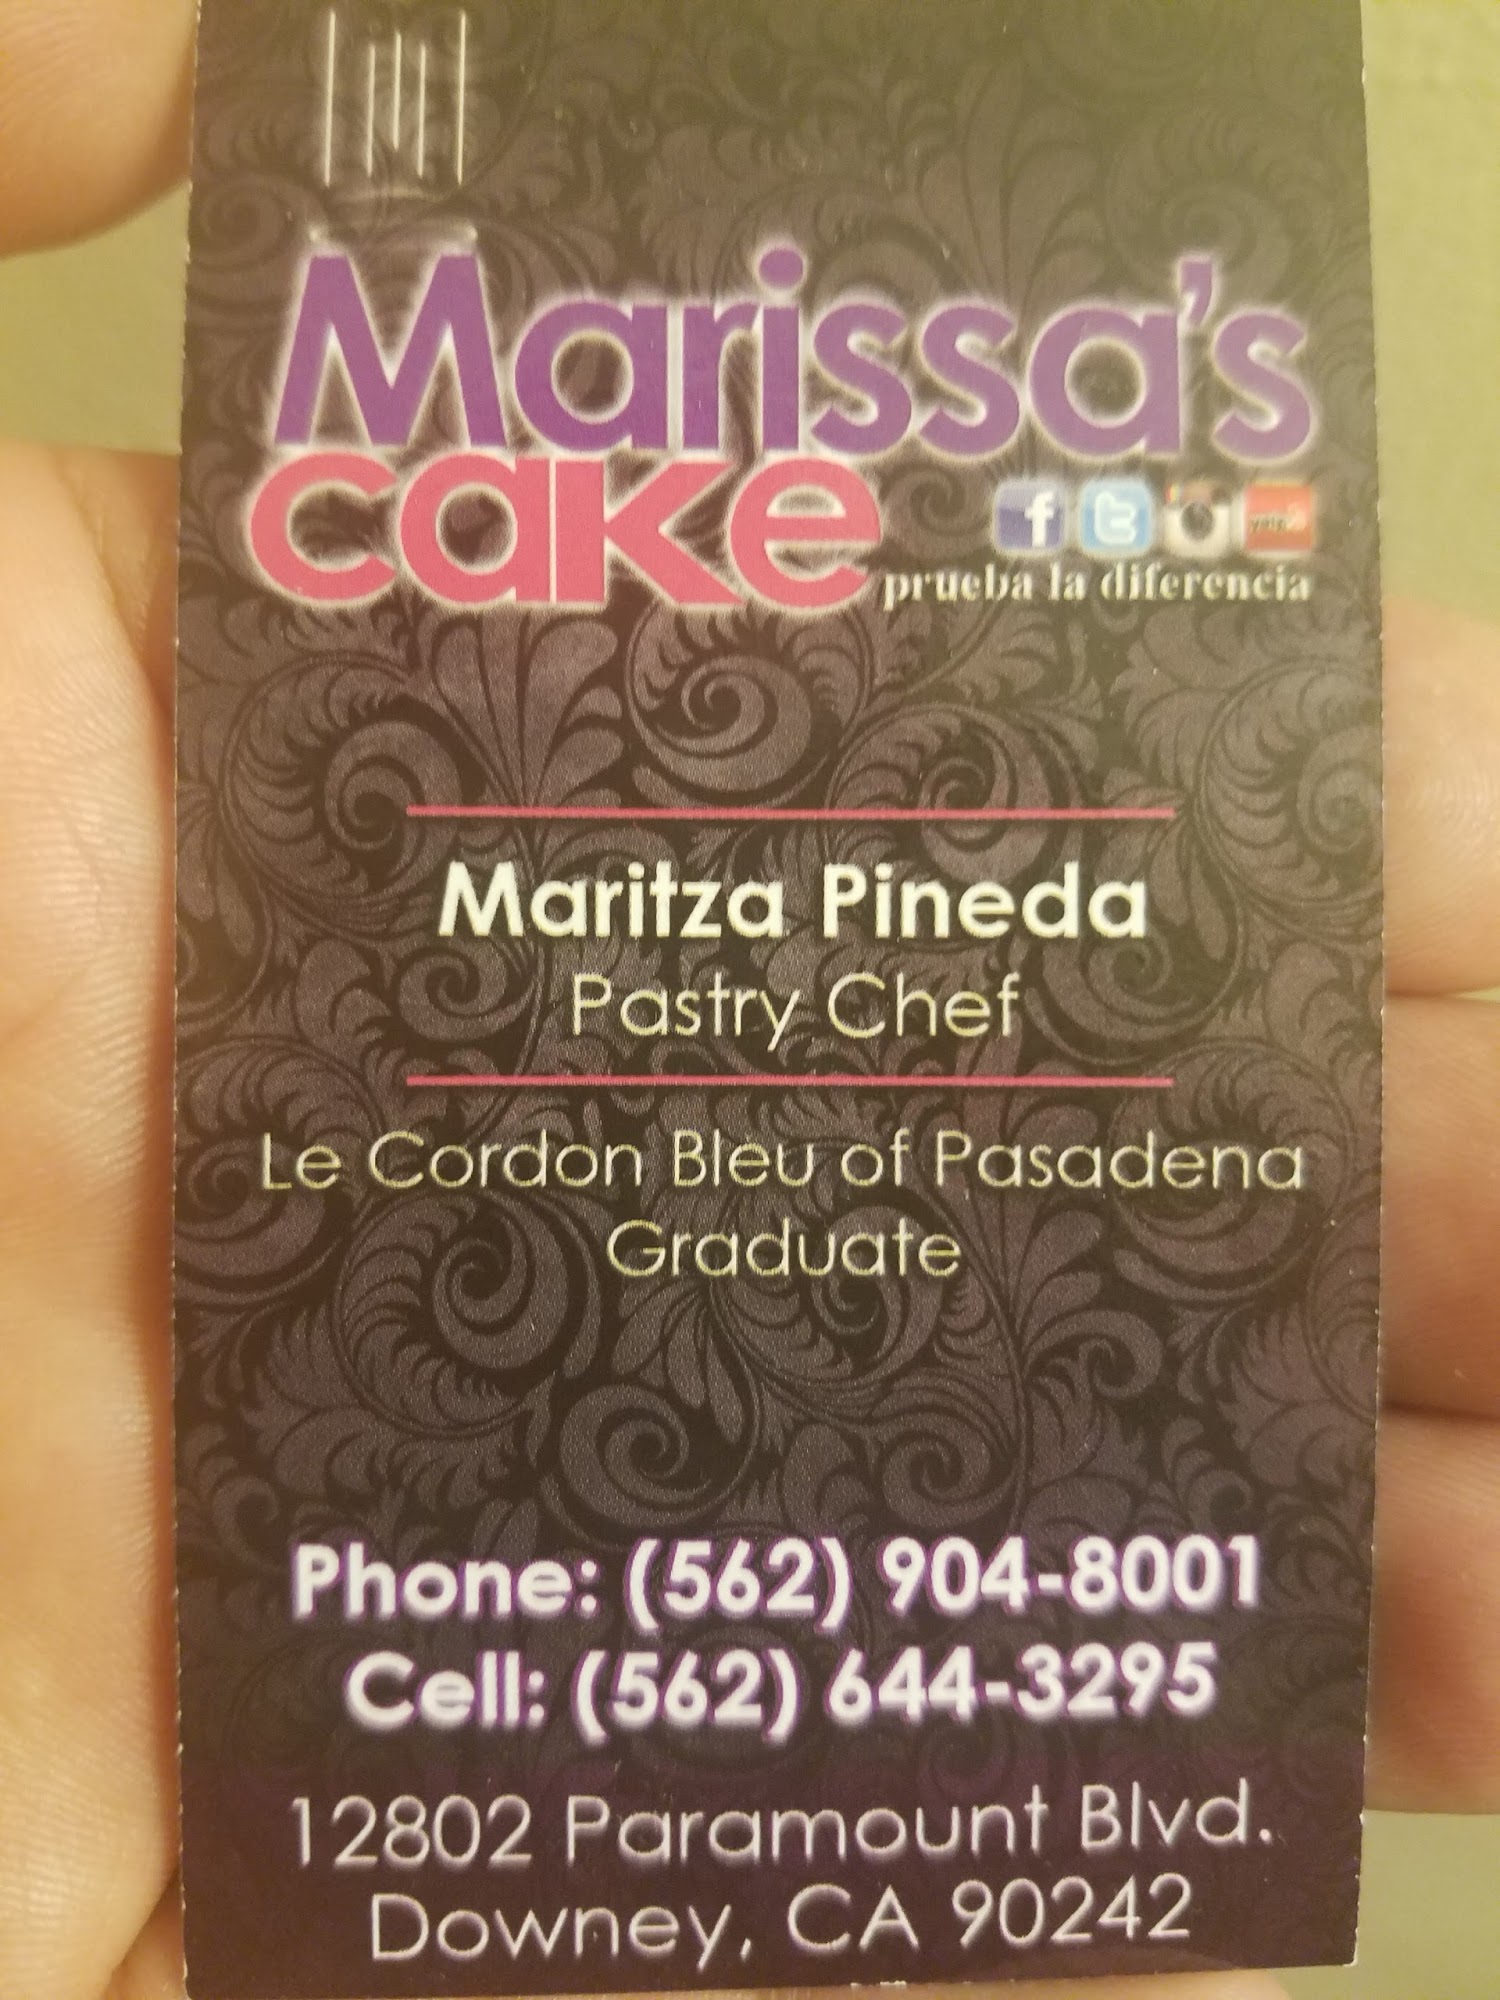 Marissa's
cake
prueba la diferencia
Maritza Pineda
Pastry Chef
Le Cordon Bleu of Pasadena
Graduate
Phone: (562) 904-8001
Cell: (562) 644-3295
12802 Paramount Blvd.
Downey, CA 90242